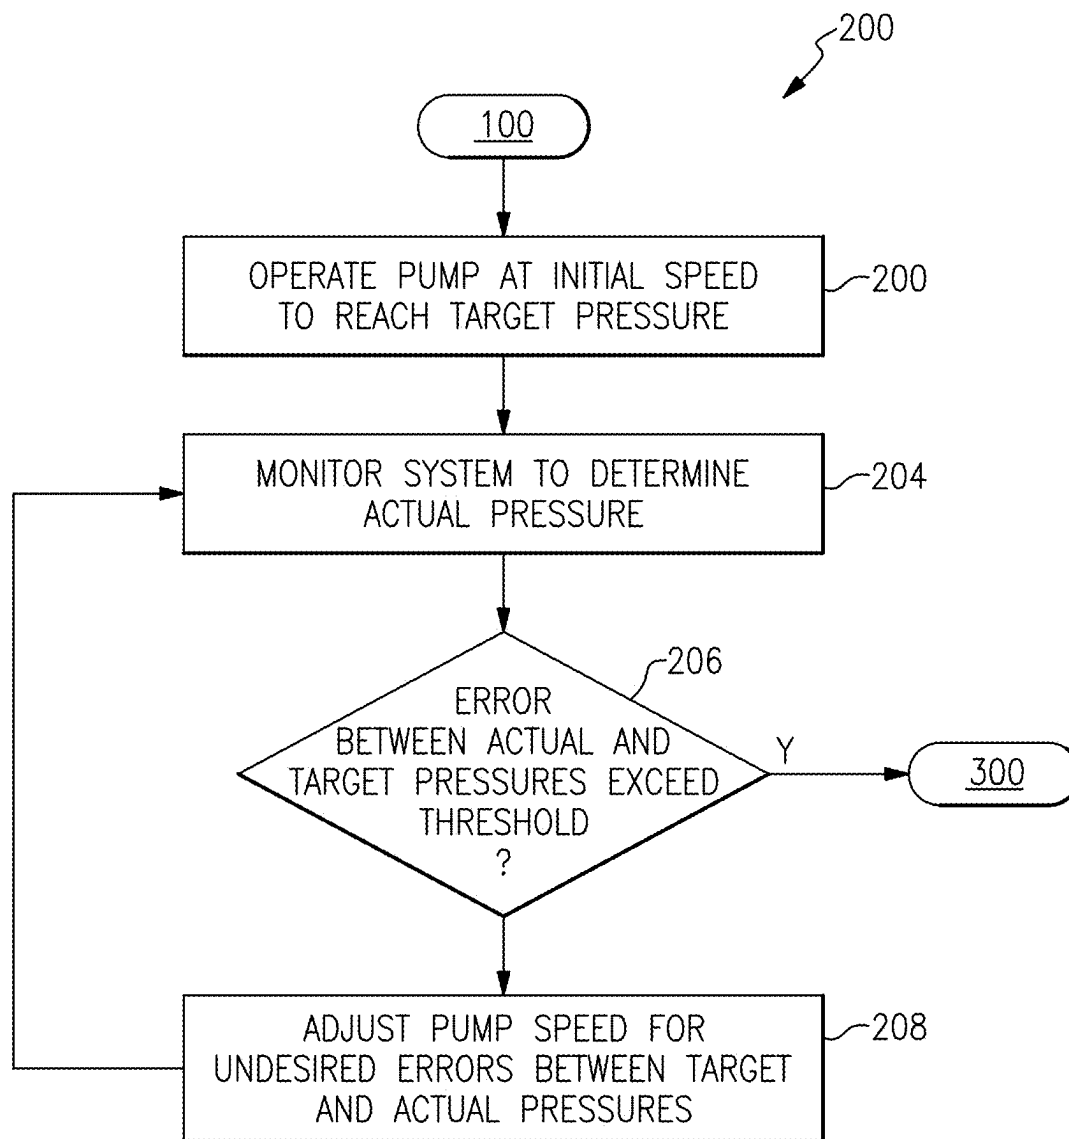 200
100
OPERATE PUMP AT INITIAL SPEED
TO REACH TARGET PRESSURE
200
MONITOR SYSTEM TO DETERMINE
ACTUAL PRESSURE
204
206
ERROR
BETWEEN ACTUAL AND
TARGET PRESSURES EXCEED
THRESHOLD
?
Y
300
ADJUST PUMP SPEED FOR
UNDESIRED ERRORS BETWEEN TARGET
AND ACTUAL PRESSURES
208